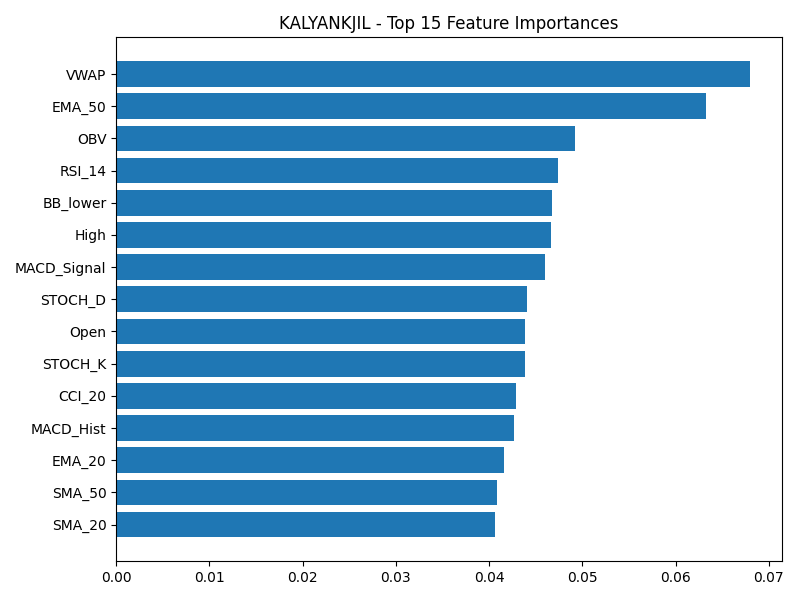 KALYANKJIL - Top 15 Feature Importances
VWAP
EMA_50
OBV
RSI_14
BB_lower
High
MACD_Signal
STOCH_D
Open
STOCH_K
CCI_20
MACD_Hist
EMA_20
SMA_50
SMA_20
0.00 0.01 0.02 0.03 0.04 0.05 0.06 0.07